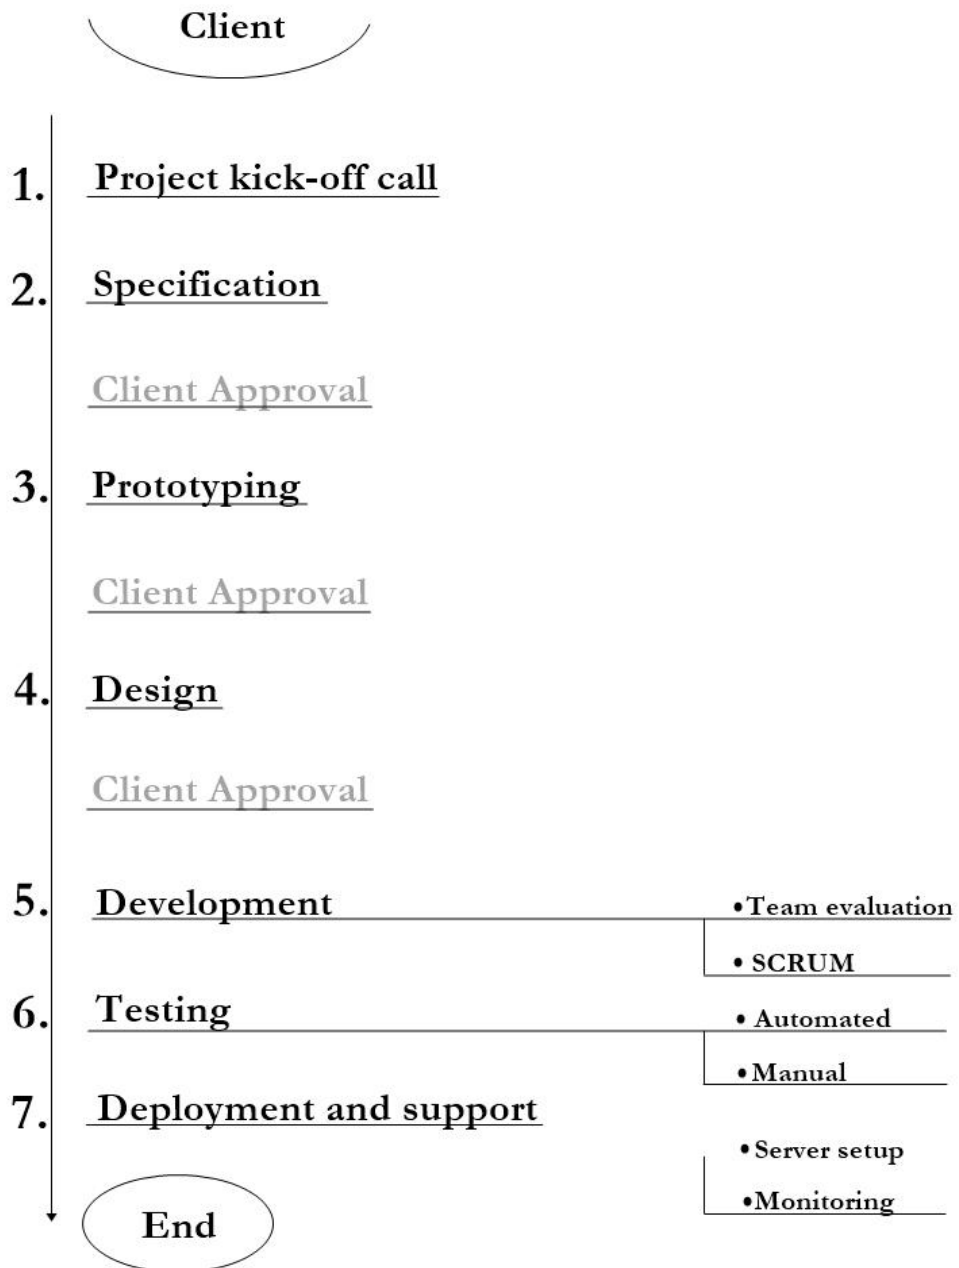 Client
1. Project kick-off call
2. Specification
Client Approval
3. Prototyping
Client Approval
4. Design
Client Approval
5. Development
•Team evaluation
• SCRUM
6. Testing
• Automated
•Manual
7. Deployment and support
•Server setup
•Monitoring
End